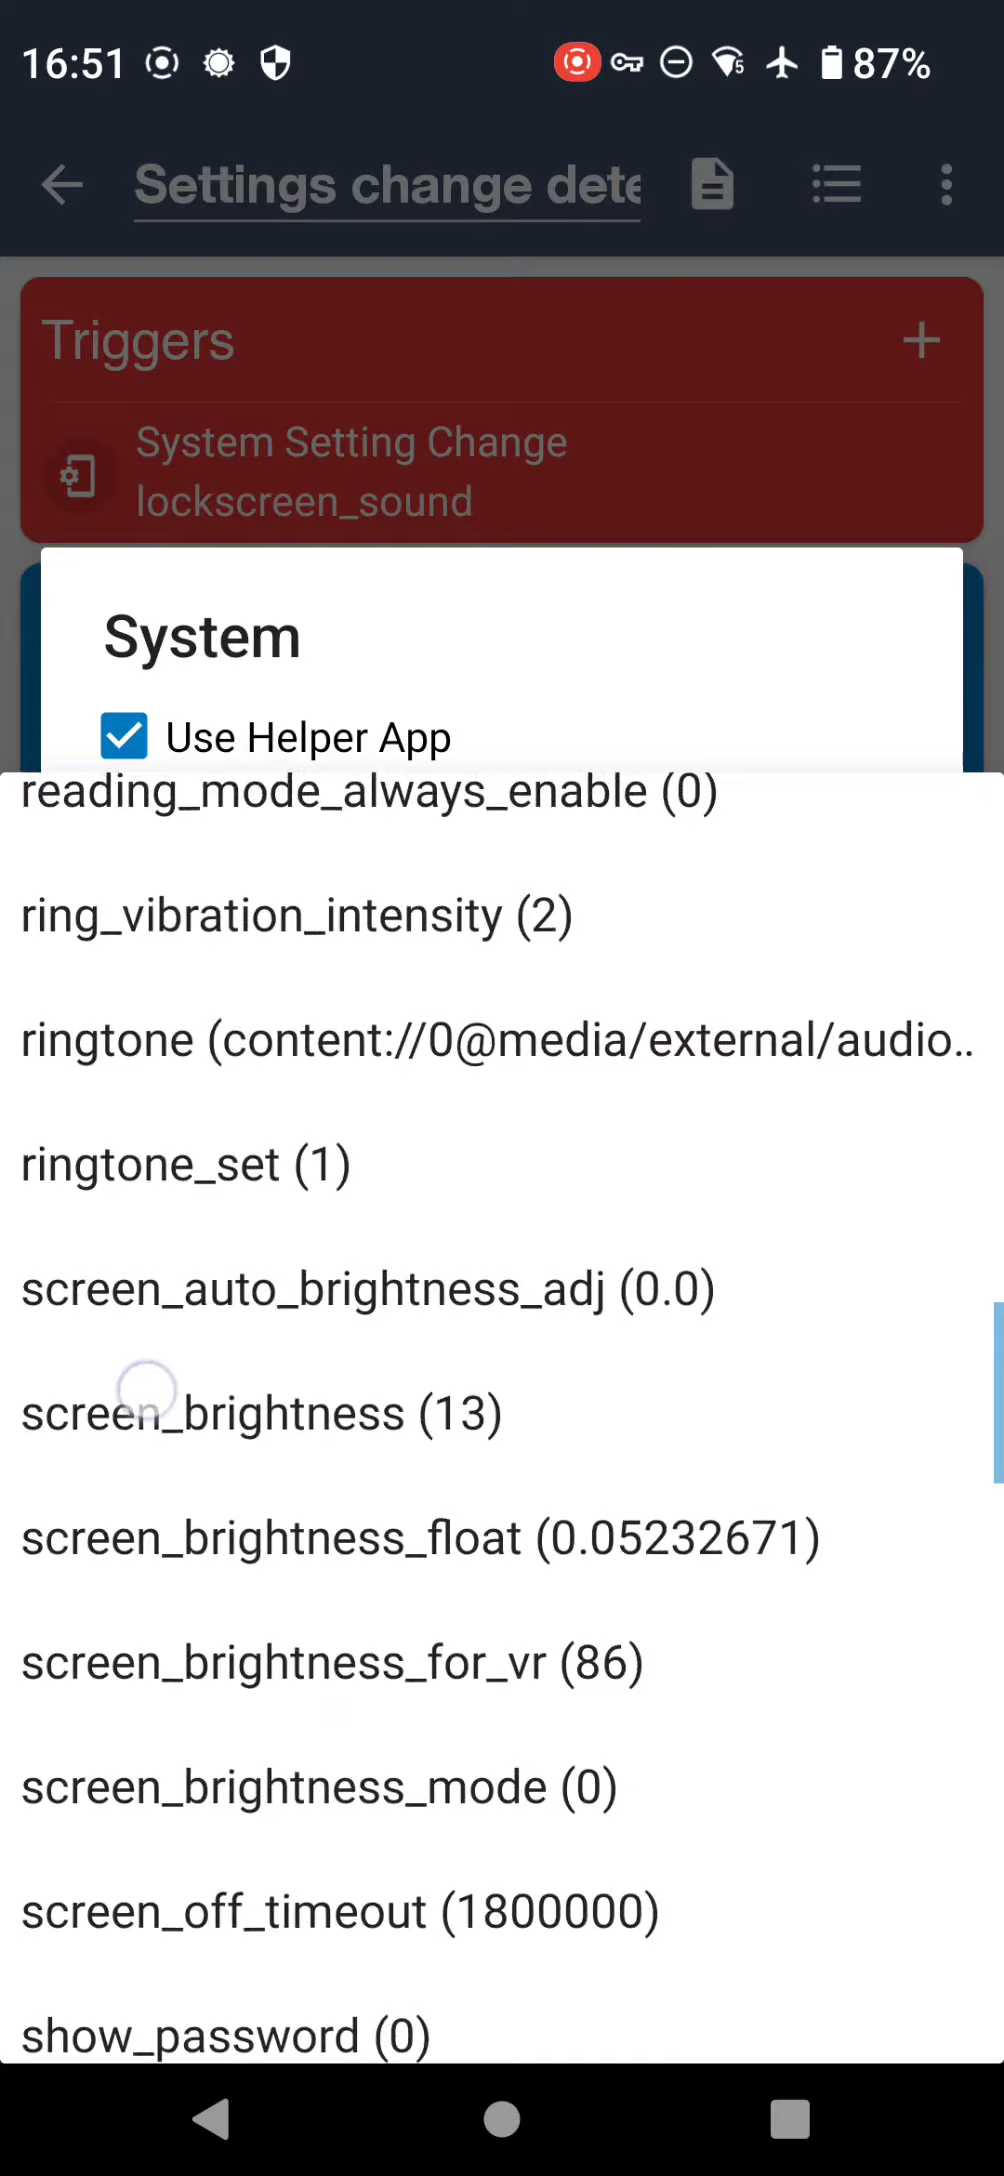 16:51
5
87%
Settings change dete
Triggers
System Setting Change
lockscreen_sound
System
Use Helper App
reading_mode_always_enable (0)
ring_vibration_intensity (2)
ringtone (content://0@media/external/audio..
ringtone_set (1)
screen_auto_brightness_adj (0.0)
screen_brightness (13)
screen_brightness_float (0.05232671)
screen_brightness_for_vr (86)
screen_brightness_mode (0)
screen_off_timeout (1800000)
show_password (0)